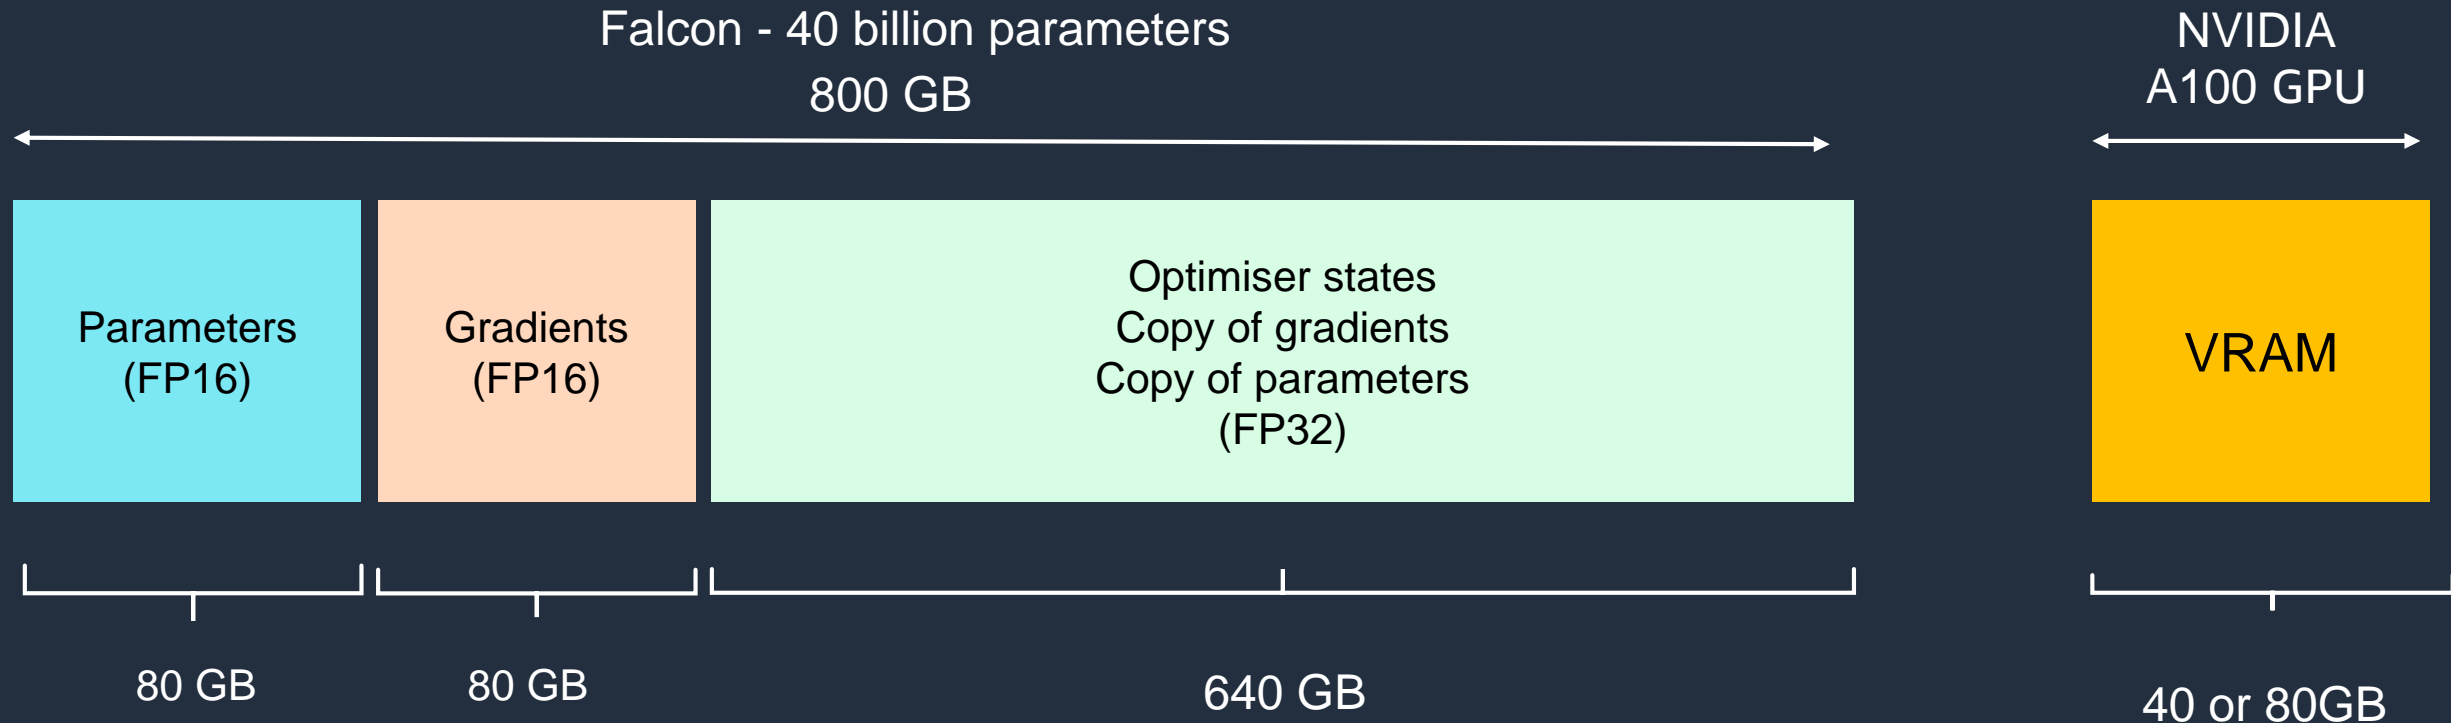 Falcon - 40 billion parameters
800 GB
NVIDIA
A100 GPU
Parameters
(FP16)
Gradients
(FP16)
Optimiser states
Copy of gradients
Copy of parameters
(FP32)
VRAM
80 GB
80 GB
640 GB
40 or 80GB